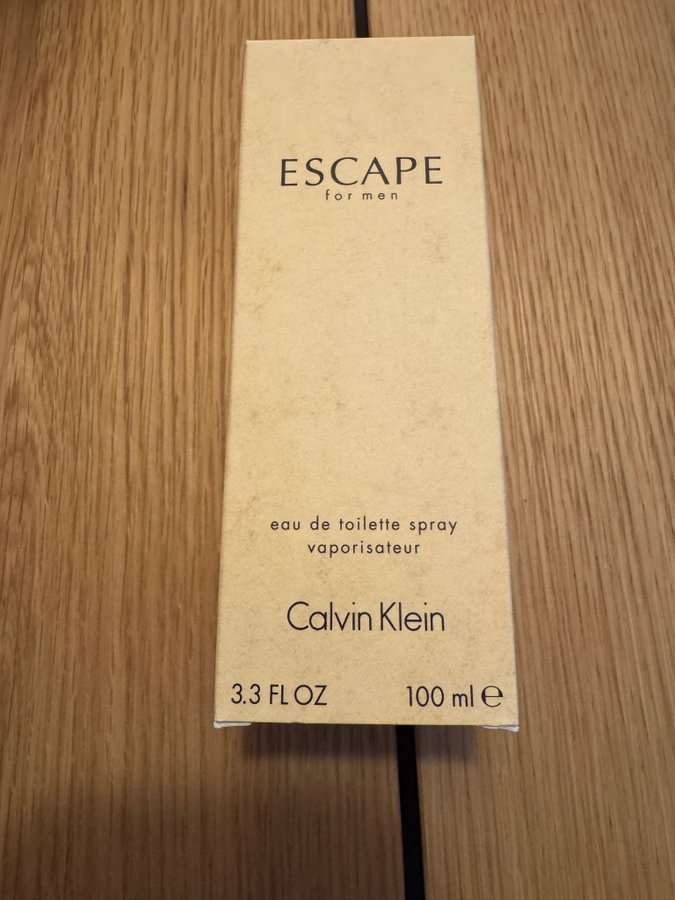 ESCAPE
for men
eau de toilette spray
vaporisateur
Calvin Klein
3.3 FL OZ 100 ml ℮